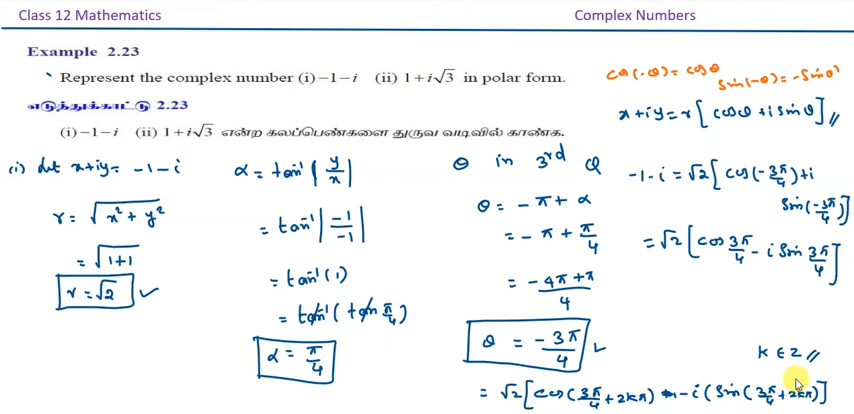 Class 12 Mathematics
Complex Numbers
Example 2.23
Represent the complex number (i) −1−i (ii) 1+i√3 in polar form.
எடுத்துக்காட்டு 2.23
(i) −1−i (ii) 1+i√3 என்ற கலப்பெண்களை துருவ வடிவில் காண்க.
cos(-θ) = cosθ
sin(-θ) = -sinθ
x+iy = r[cosθ + i sinθ]//
(i) Let x+iy = -1-i
r = √x²+y²
= √1+1
r = √2
α = tan⁻¹|y/x|
= tan⁻¹|-1/-1|
= tan⁻¹(1)
= tan⁻¹(tan π/4)
α = π/4
θ in 3rd Q
θ = -π+α
= -π + π/4
= -4π+π/4
θ = -3π/4
-1-i = √2[cos(-3π/4)+i
sin(-3π/4)]
= √2[cos 3π/4 - i sin 3π/4]
k∈z//
= √2[cos(3π/4+2kπ) - i(sin(3π/4+2kπ)]